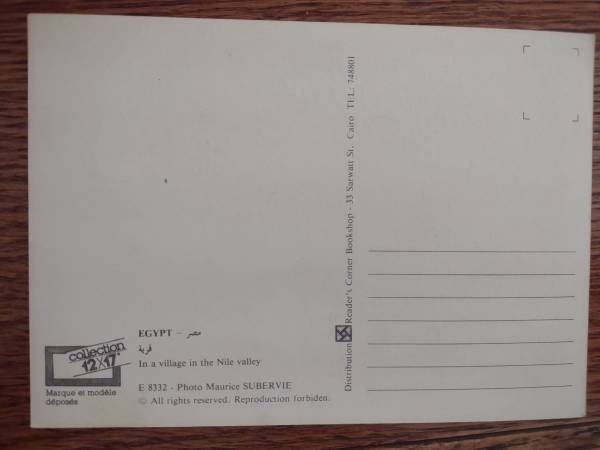 EGYPT – مصر
قرية
In a village in the Nile valley
E 8332 - Photo Maurice SUBERVIE
© All rights reserved. Reproduction forbiden.
collection
12X17
Marque et modèle
déposés
Distribution Reader's Corner Bookshop - 33 Sarwatt St. Cairo TEL: 748801